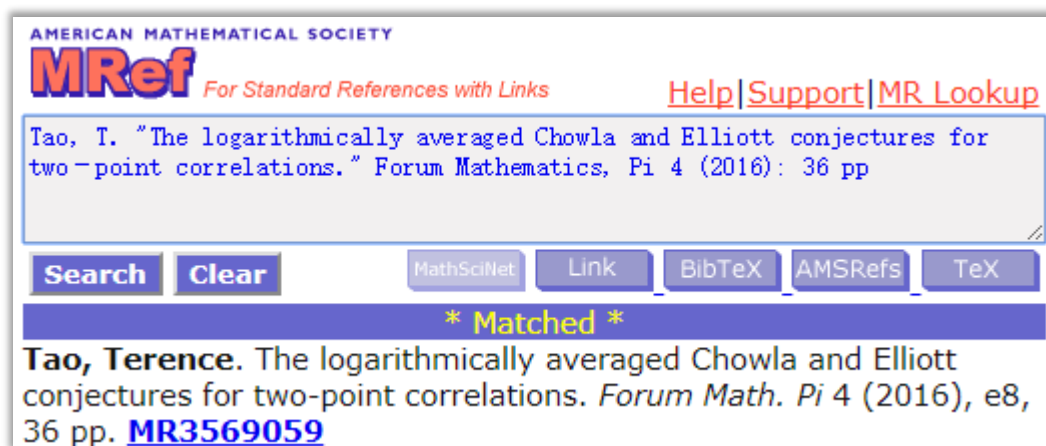 AMERICAN MATHEMATICAL SOCIETY
MRef For Standard References with Links Help|Support|MR Lookup
Tao, T. "The logarithmically averaged Chowla and Elliott conjectures for
two-point correlations." Forum Mathematics, Pi 4 (2016): 36 pp
Search Clear MathSciNet Link BibTeX AMSRefs TeX
* Matched *
Tao, Terence. The logarithmically averaged Chowla and Elliott
conjectures for two-point correlations. Forum Math. Pi 4 (2016), e8,
36 pp. MR3569059